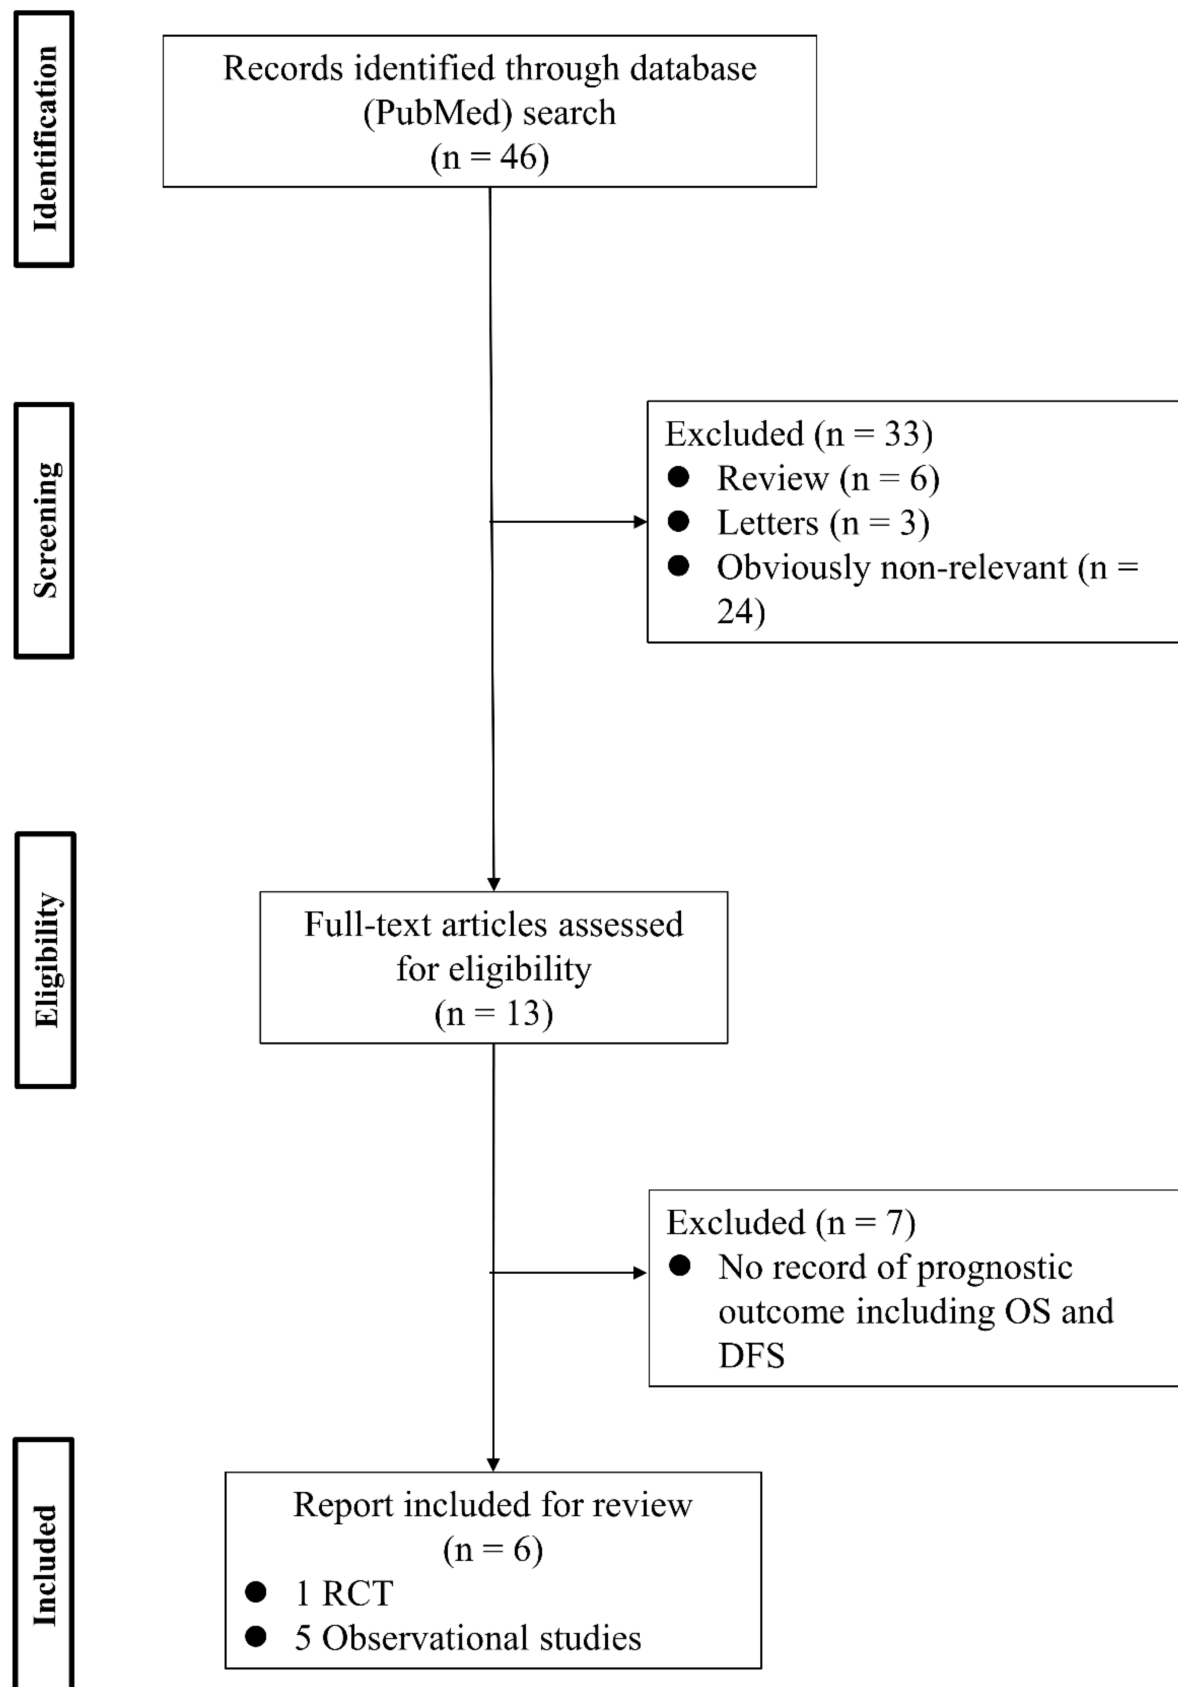 Identification
Records identified through database
(PubMed) search
(n = 46)
Screening
Excluded (n = 33)
● Review (n = 6)
● Letters (n = 3)
● Obviously non-relevant (n =
24)
Eligibility
Full-text articles assessed
for eligibility
(n = 13)
Excluded (n = 7)
● No record of prognostic
outcome including OS and
DFS
Included
Report included for review
(n = 6)
● 1 RCT
● 5 Observational studies